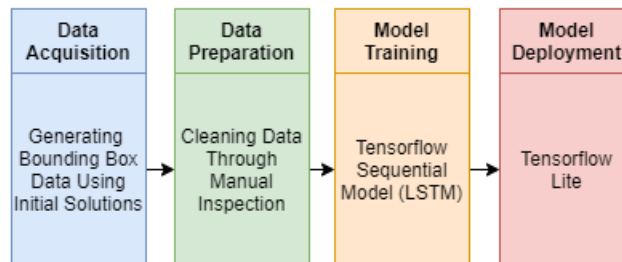 Data
Acquisition
Generating
Bounding Box
Data Using
Initial Solutions
Data
Preparation
Cleaning Data
Through
Manual
Inspection
Model
Training
Tensorflow
Sequential
Model (LSTM)
Model
Deployment
Tensorflow
Lite